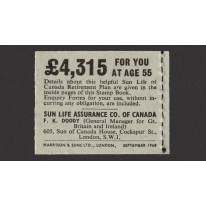 £4,315 FOR YOU
AT AGE 55
Details about this helpful Sun Life of
Canada Retirement Plan are given in the
inside pages of this Stamp Book.
Enquiry Forms for your use, without in-
curring any obligation, are included.
SUN LIFE ASSURANCE CO. OF CANADA
F. K. DODDY (General Manager for Gt.
Britain and Ireland)
605, Sun of Canada House, Cockspur St.,
London, S.W.1.
HARRISON & SONS LTD., LONDON, SEPTEMBER 1968